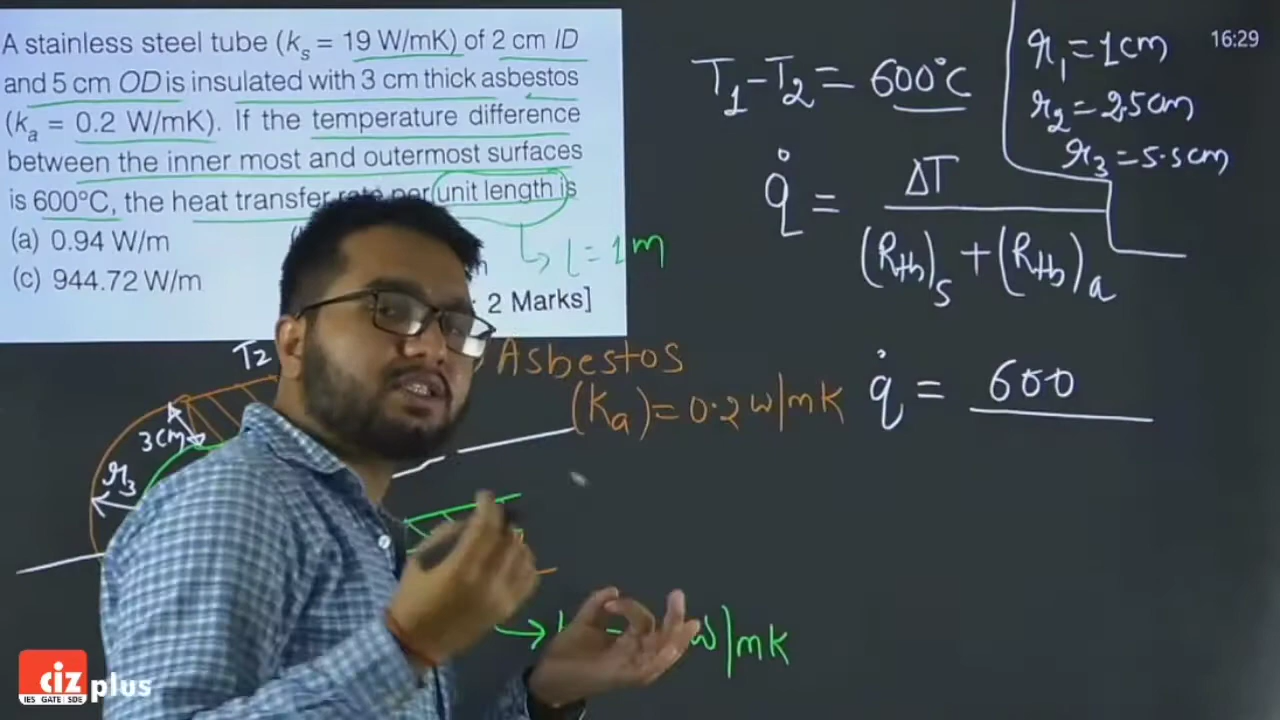 A stainless steel tube (kₛ = 19 W/mK) of 2 cm ID
and 5 cm OD is insulated with 3 cm thick asbestos
(kₐ = 0.2 W/mK). If the temperature difference
between the inner most and outermost surfaces
is 600°C, the heat transfer rate per unit length is
(a) 0.94 W/m
(c) 944.72 W/m
2 Marks]
→ l = 1m
T₁-T₂ = 600°C
r₁ = 1cm
r₂ = 2.5cm
r₃ = 5.5cm
16:29
q̇ = ΔT
(Rth)s + (Rth)a
q̇ = 600
T₂
Asbestos
(Ka) = 0.2 W/mK
3cm
r₃
W/mK
ciz plus
IES GATE SDE